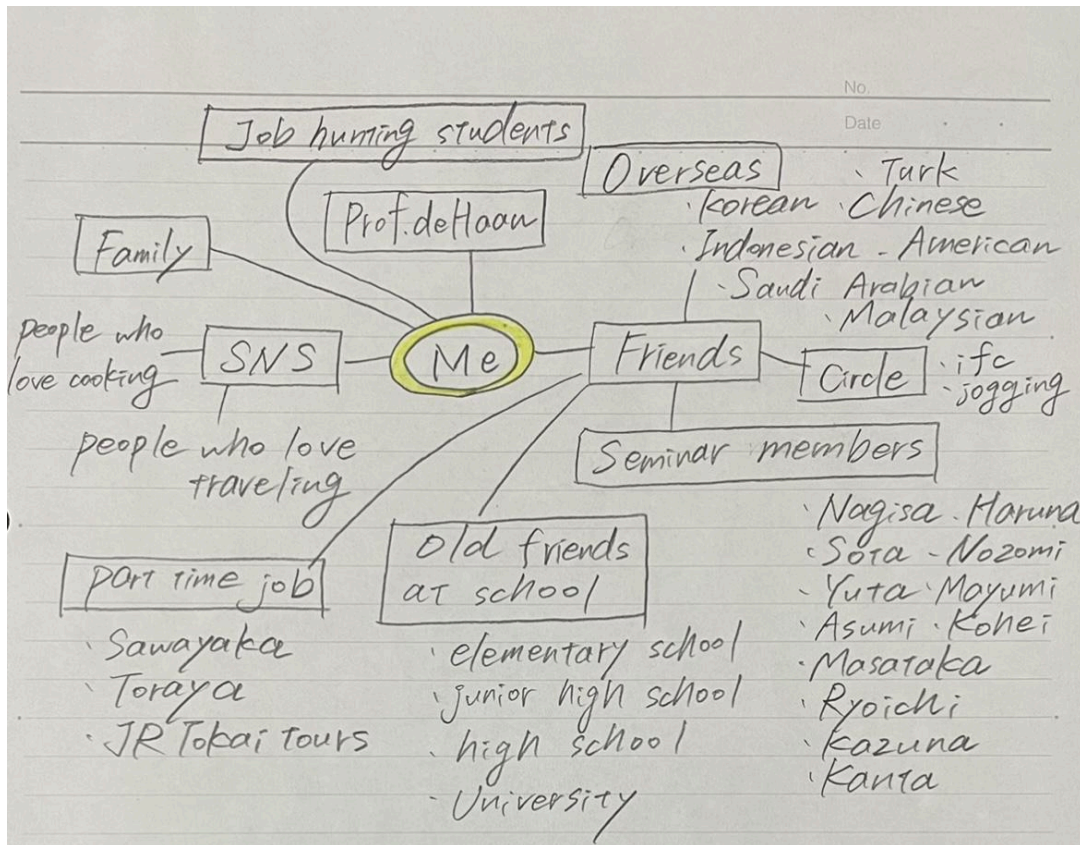 No.
Date
Job hunting students
Prof. deHaan
Family
SNS
people who
love cooking
people who love
traveling
Me
Friends
Overseas
· Turk
· Korean · Chinese
· Indonesian - American
· Saudi Arabian
· Malaysian
Circle
· ifc
· jogging
Seminar members
· Nagisa · Haruna
· Sota - Nozomi
- Yuta · Mayumi
· Asumi · Kohei
· Masataka
· Ryoichi
· Kazuna
· Kanta
Old friends
at school
· elementary school
· junior high school
· high school
· University
part time job
· Sawayaka
· Toraya
· JR Tokai Tours